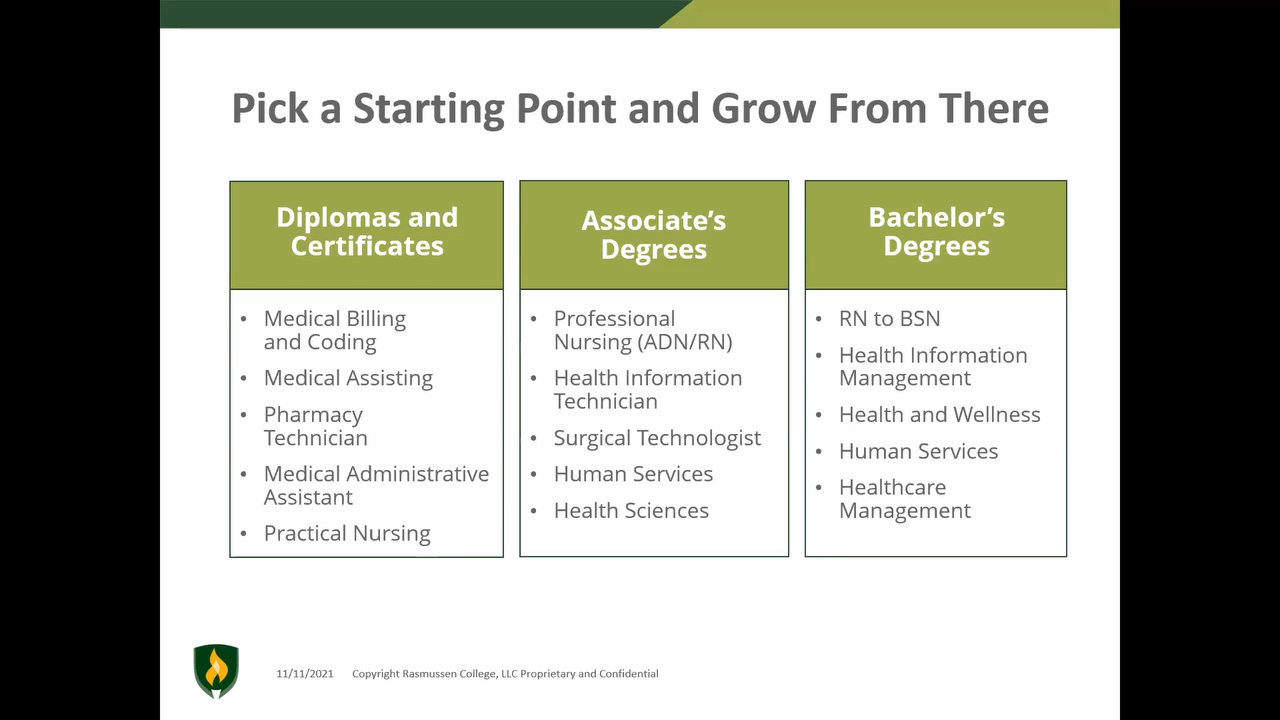 Pick a Starting Point and Grow From There
Diplomas and
Certificates
• Medical Billing
and Coding
• Medical Assisting
• Pharmacy
Technician
• Medical Administrative
Assistant
• Practical Nursing
Associate’s
Degrees
• Professional
Nursing (ADN/RN)
• Health Information
Technician
• Surgical Technologist
• Human Services
• Health Sciences
Bachelor’s
Degrees
• RN to BSN
• Health Information
Management
• Health and Wellness
• Human Services
• Healthcare
Management
11/11/2021 Copyright Rasmussen College, LLC Proprietary and Confidential